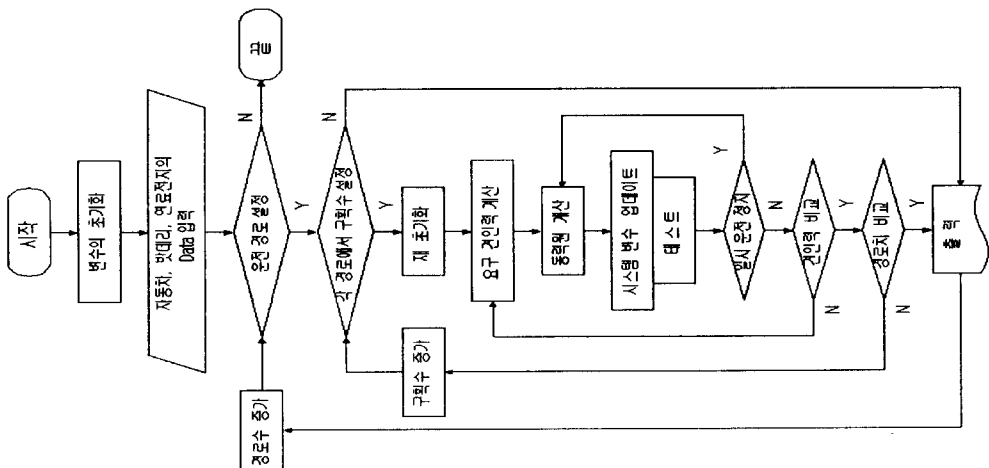 시작
변수의 초기화
자동차, 밧데리, 연료전지의
Data 입력
운전 경로 설정
N
끝
Y
각 경로에서 구획수 설정
N
Y
재 초기화
요구 견인력 계산
동력원 계산
시스템 변수 업데이트
테스트
일시 운전 정지
Y
N
견인력 비교
N
Y
경로치 비교
N
Y
출 력
구획수 증가
경로수 증가